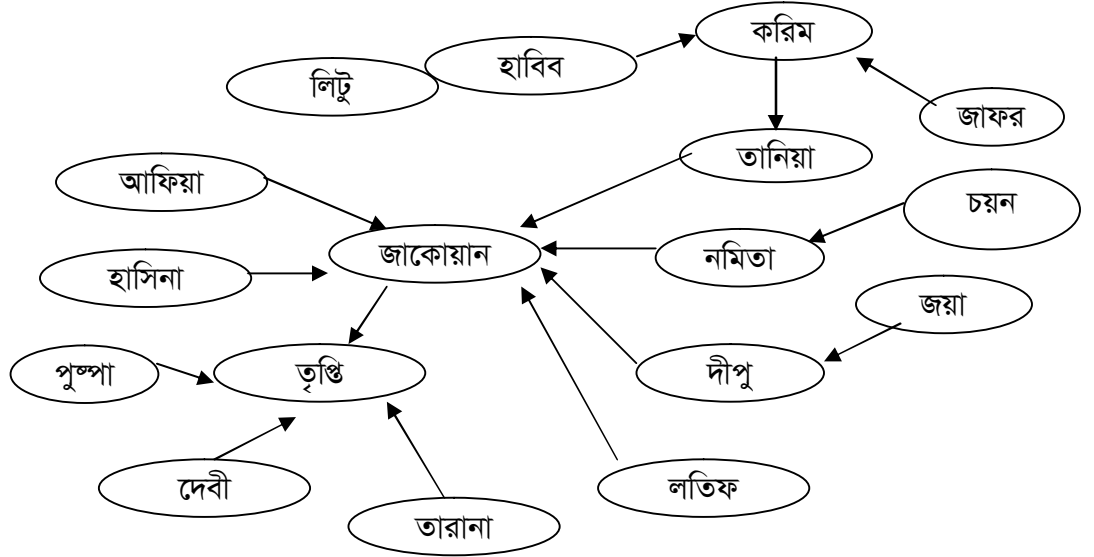 করিম
হাবিব
লিটু
জাফর
তানিয়া
আফিয়া
চয়ন
জাকোয়ান
নমিতা
হাসিনা
জয়া
পুষ্পা
তৃপ্তি
দীপু
দেবী
লতিফ
তারানা